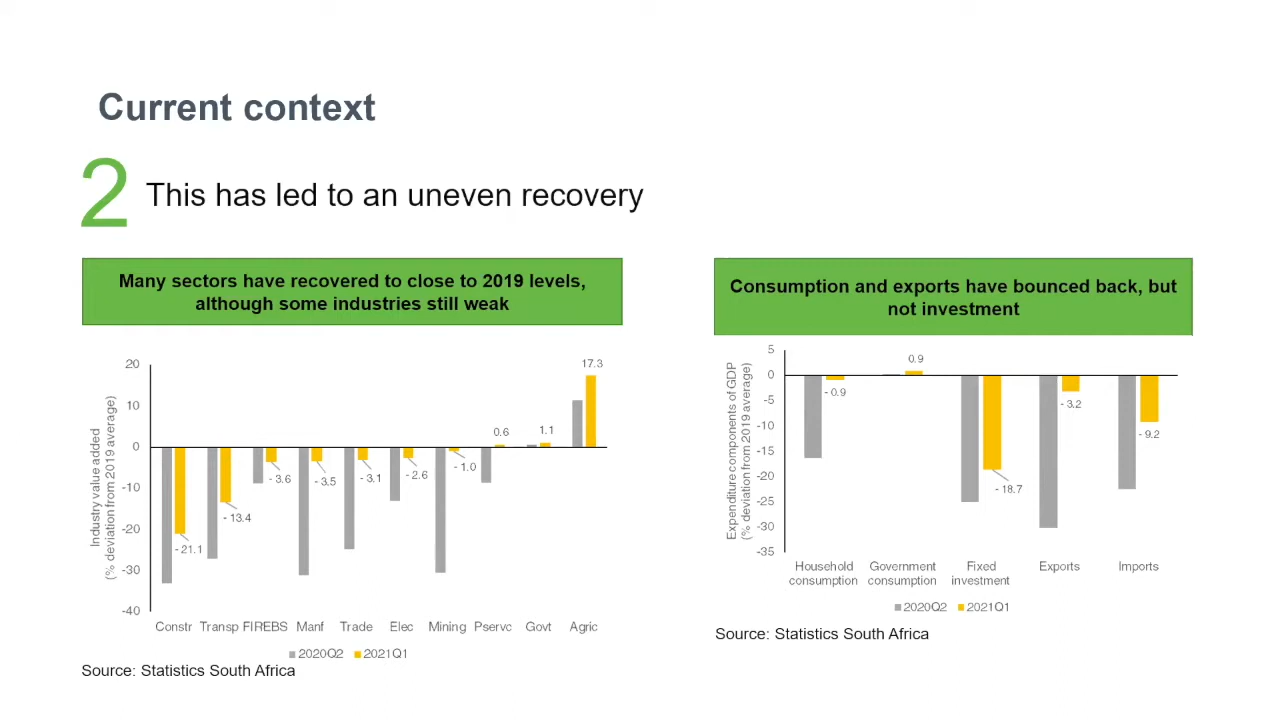 Current context
2
This has led to an uneven recovery
Many sectors have recovered to close to 2019 levels,
although some industries still weak
Industry value added
(% deviation from 2019 average)
20
10
0
-10
-20
-30
-40
- 21.1
- 13.4
- 3.6
- 3.5
- 3.1
- 2.6
- 1.0
0.6
1.1
17.3
Constr Transp FIREBS Manf Trade Elec Mining Pservc Govt Agric
2020Q2 2021Q1
Source: Statistics South Africa
Consumption and exports have bounced back, but
not investment
Expenditure components of GDP
(% deviation from 2019 average)
5
0
-5
-10
-15
-20
-25
-30
-35
- 0.9
0.9
- 18.7
- 3.2
- 9.2
Household Government Fixed Exports Imports
consumption consumption investment
2020Q2 2021Q1
Source: Statistics South Africa